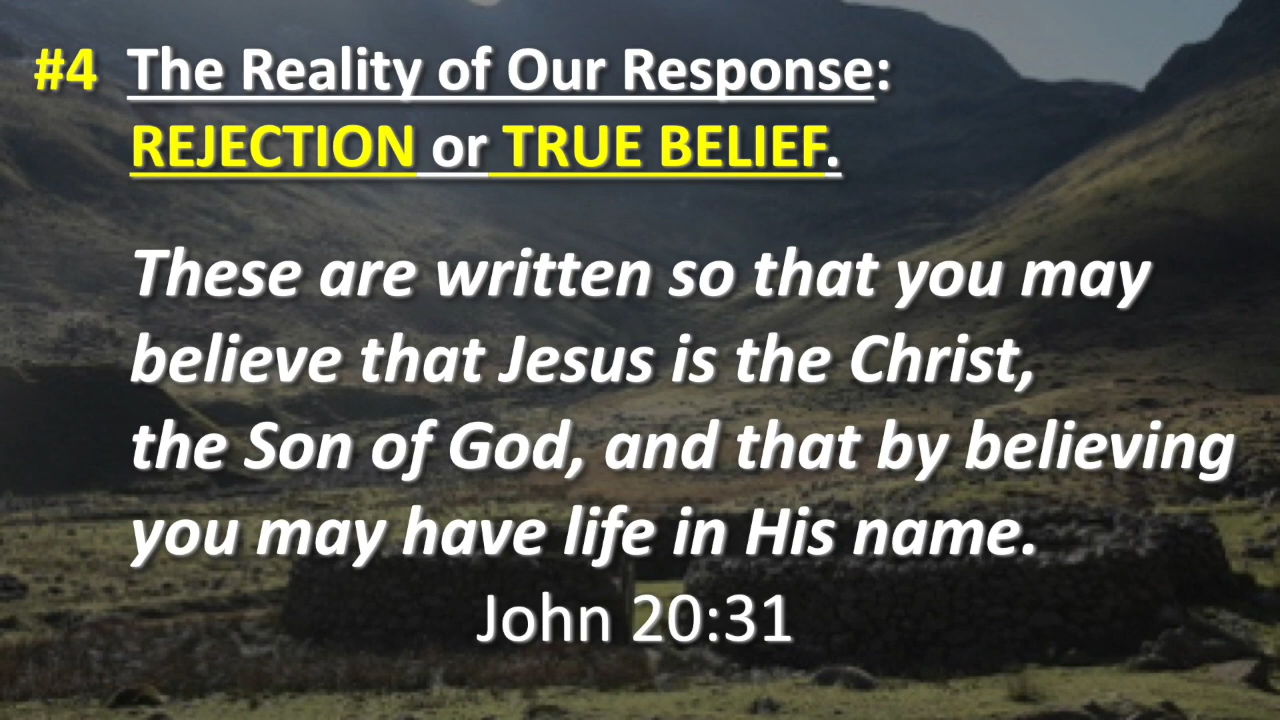 #4 The Reality of Our Response:
REJECTION or TRUE BELIEF.
These are written so that you may
believe that Jesus is the Christ,
the Son of God, and that by believing
you may have life in His name.
John 20:31